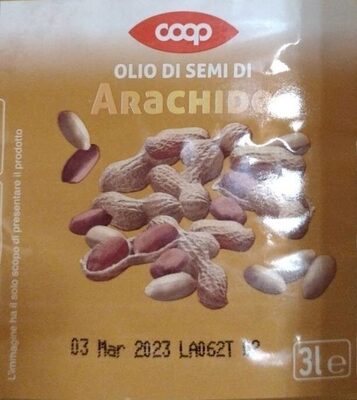 coop
OLIO DI SEMI DI
ARACHIDE
L'immagine ha il solo scopo di presentare il prodotto
03 Mar 2023 LA062T
3l e